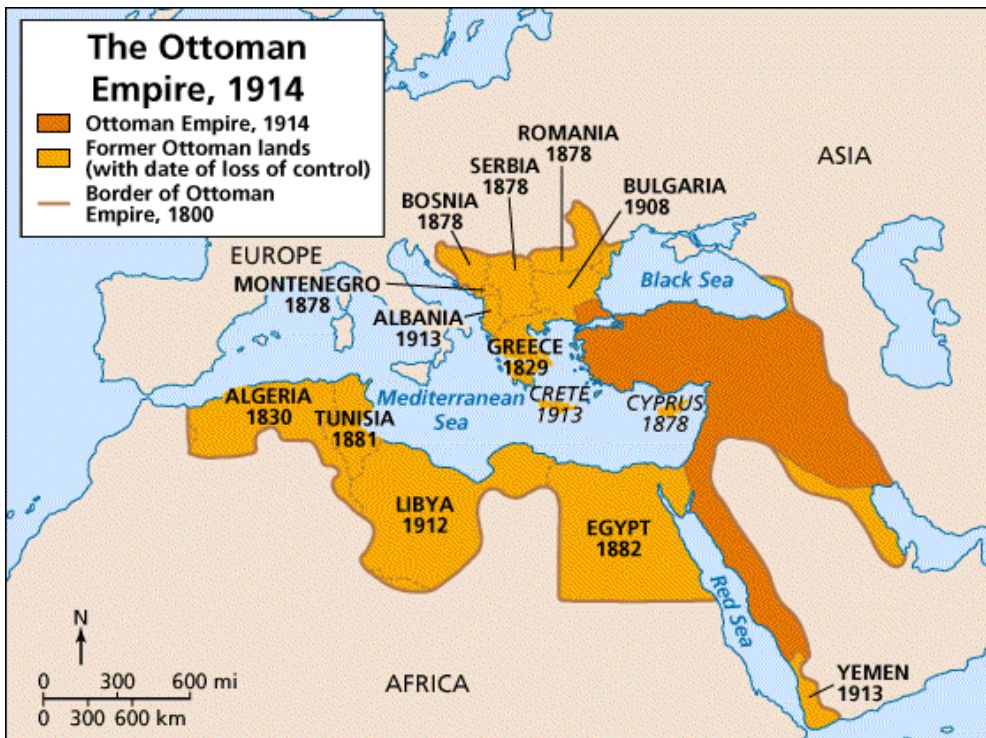 The Ottoman
Empire, 1914
Ottoman Empire, 1914
Former Ottoman lands
(with date of loss of control)
Border of Ottoman
Empire, 1800
ROMANIA
1878
SERBIA
1878
BOSNIA
1878
BULGARIA
1908
ASIA
EUROPE
MONTENEGRO
1878
ALBANIA
1913
Black Sea
GREECE
1829
CRETÉ
1913
CYPRUS
1878
Mediterranean
Sea
ALGERIA
1830
TUNISIA
1881
LIBYA
1912
EGYPT
1882
Red Sea
YEMEN
1913
AFRICA
N
0 300 600 mi
0 300 600 km